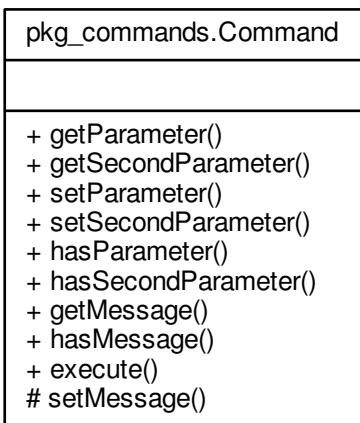 pkg_commands.Command
+ getParameter()
+ getSecondParameter()
+ setParameter()
+ setSecondParameter()
+ hasParameter()
+ hasSecondParameter()
+ getMessage()
+ hasMessage()
+ execute()
# setMessage()